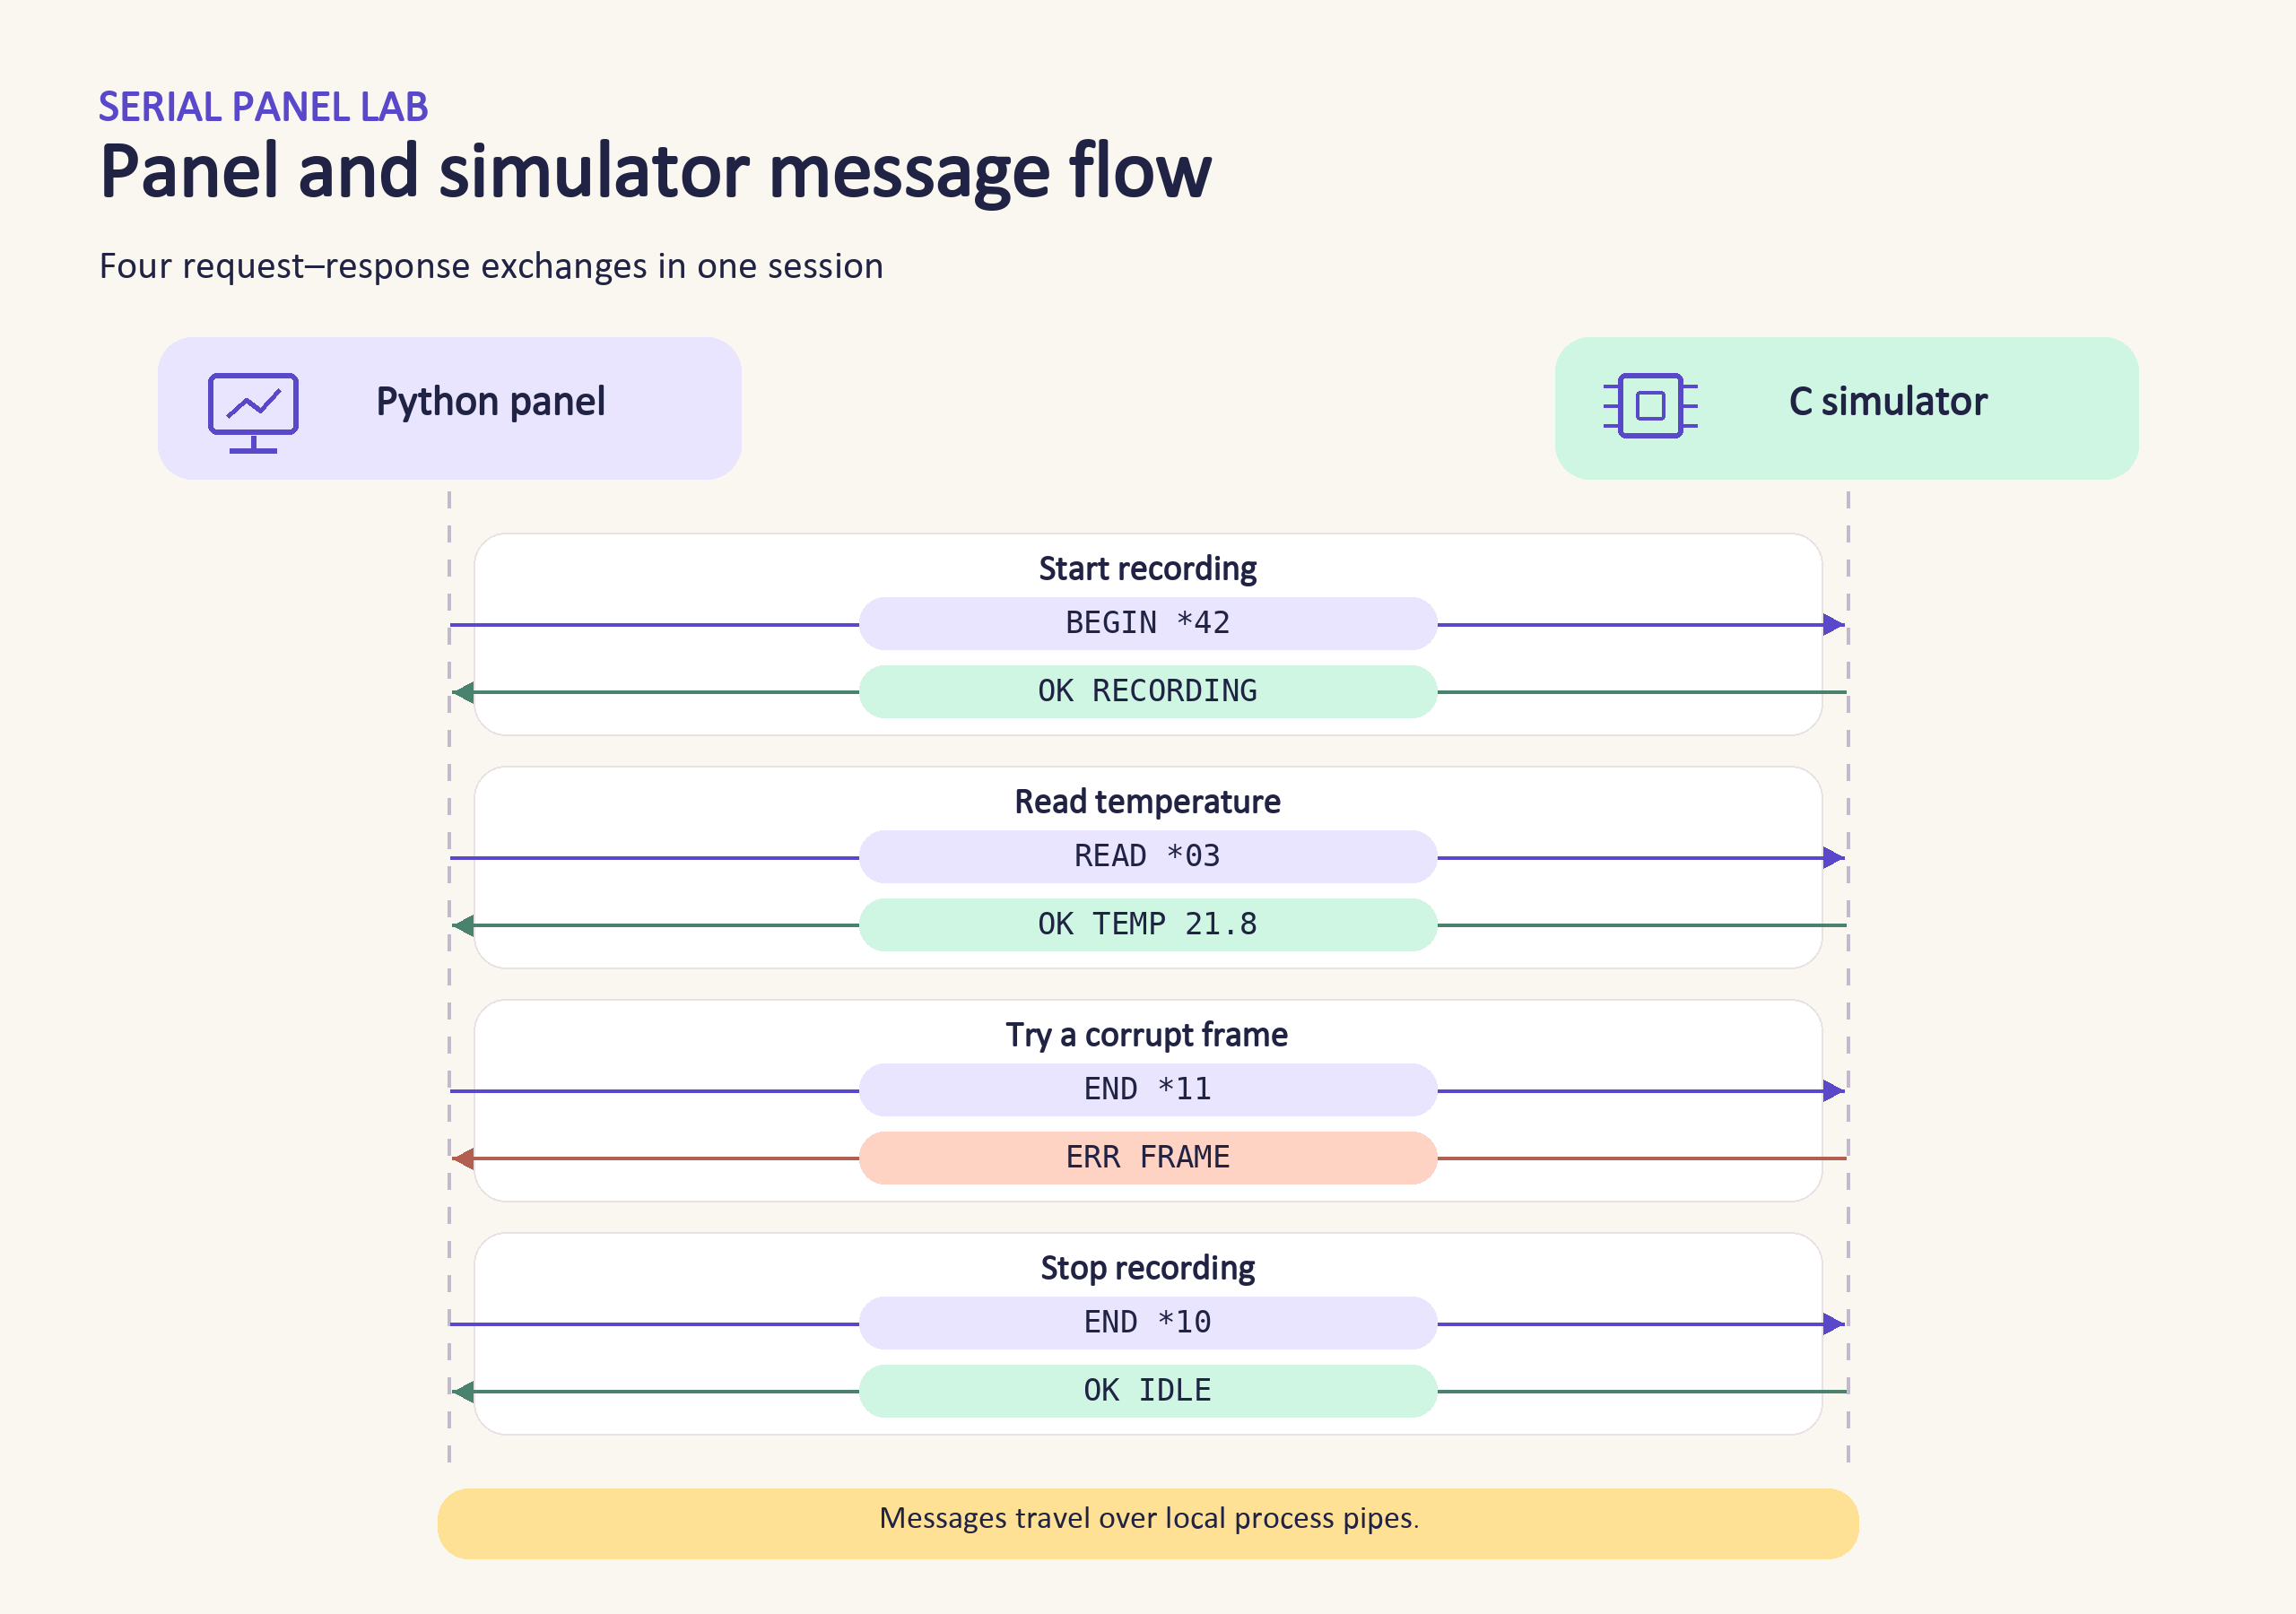 SERIAL PANEL LAB
Panel and simulator message flow
Four request–response exchanges in one session
Python panel
C simulator
Start recording
BEGIN *42
OK RECORDING
Read temperature
READ *03
OK TEMP 21.8
Try a corrupt frame
END *11
ERR FRAME
Stop recording
END *10
OK IDLE
Messages travel over local process pipes.